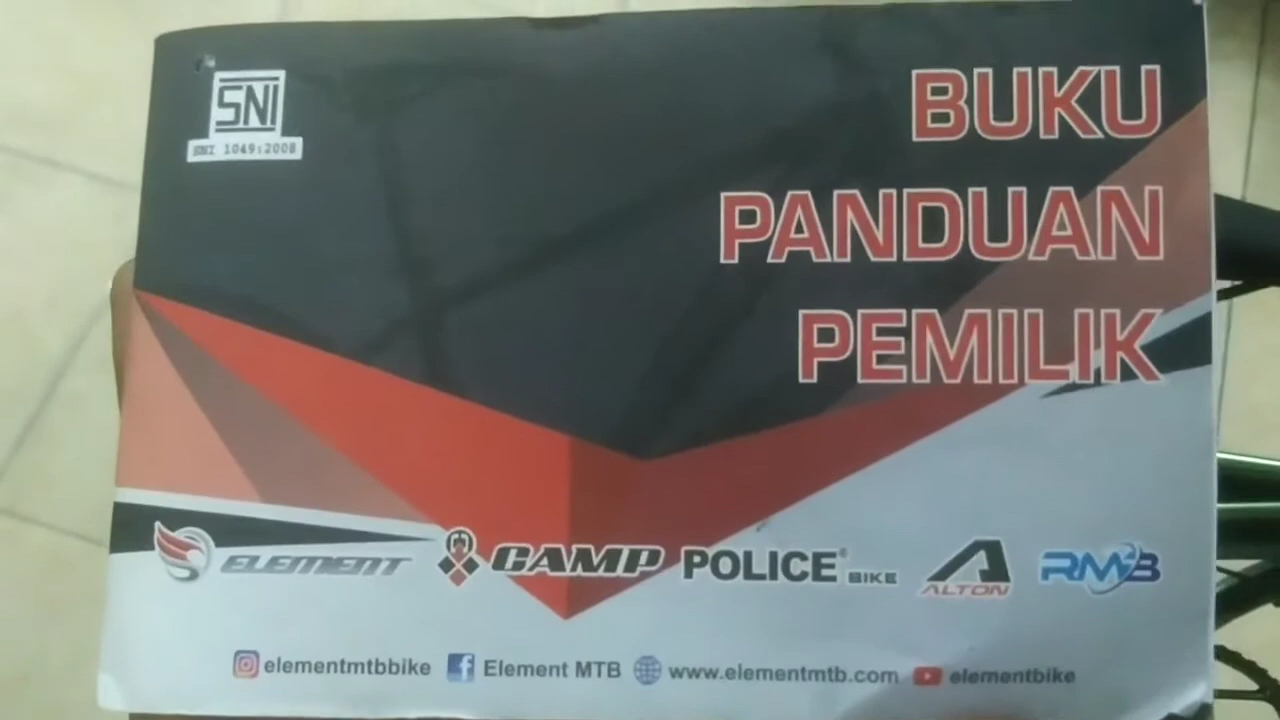 SNI
SNI 1049:2008
BUKU
PANDUAN
PEMILIK
ELEMENT CAMP POLICE® BIKE ALTON RMB
elementmtbbike Element MTB www.elementmtb.com elementbike